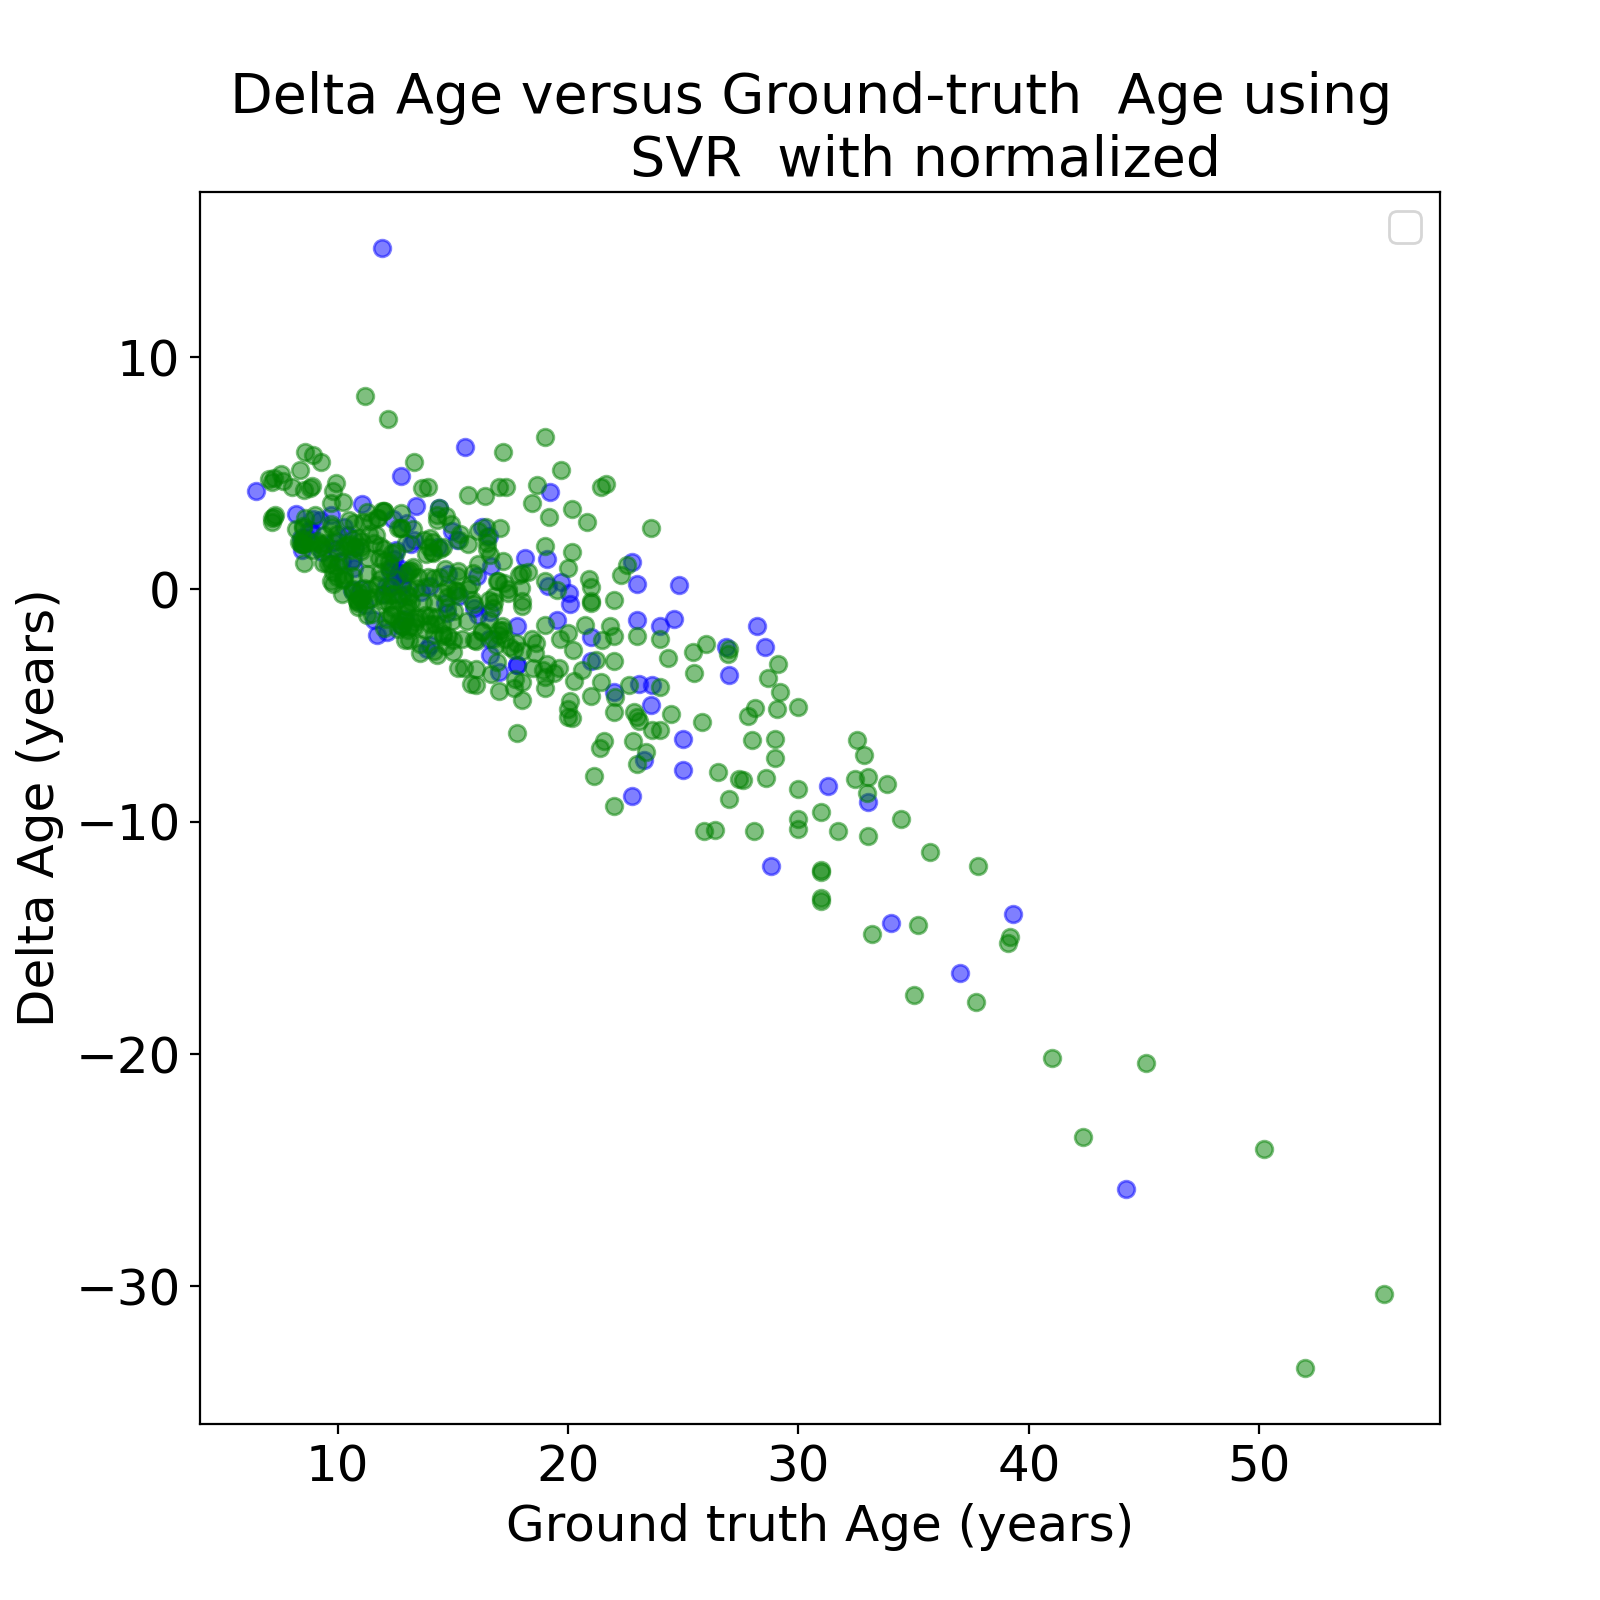 Delta Age versus Ground-truth  Age using
SVR  with normalized
10
0
−10
−20
−30
Delta Age (years)
10 20 30 40 50
Ground truth Age (years)